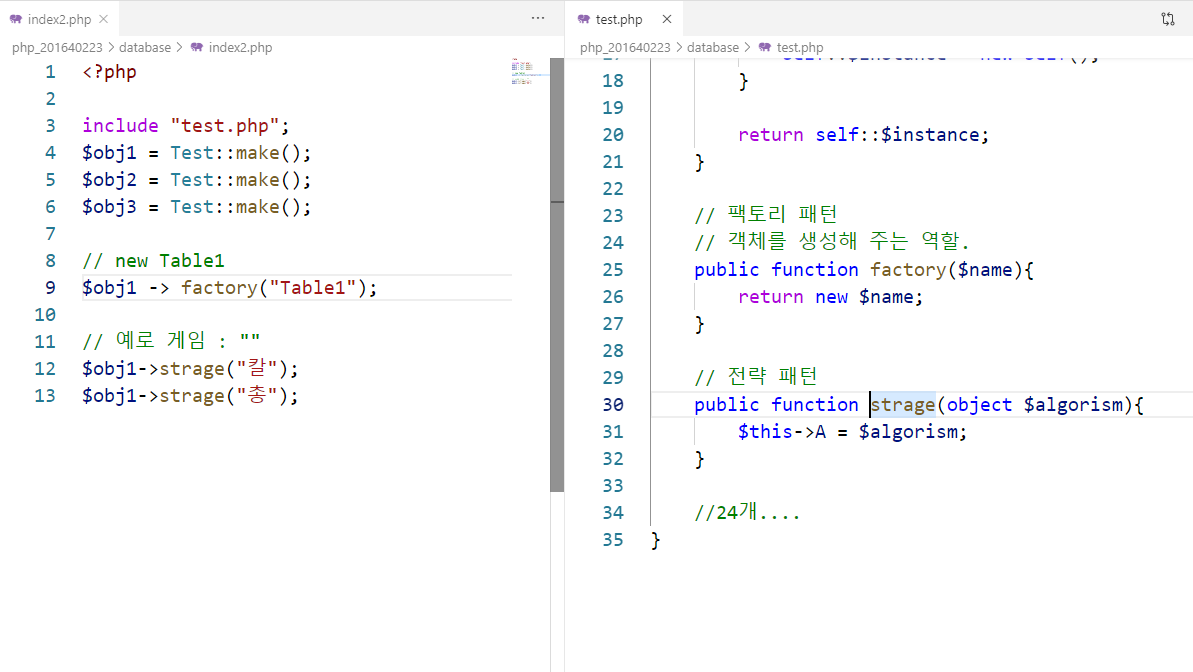 index2.php
php_201640223 > database > index2.php
1 <?php
2
3 include "test.php";
4 $obj1 = Test::make();
5 $obj2 = Test::make();
6 $obj3 = Test::make();
7
8 // new Table1
9 $obj1 -> factory("Table1");
10
11 // 예로 게임 : ""
12 $obj1->strage("칼");
13 $obj1->strage("총");
test.php
php_201640223 > database > test.php
18 }
19
20 return self::$instance;
21 }
22
23 // 팩토리 패턴
24 // 객체를 생성해 주는 역할.
25 public function factory($name){
26 return new $name;
27 }
28
29 // 전략 패턴
30 public function strage(object $algorism){
31 $this->A = $algorism;
32 }
33
34 //24개....
35 }